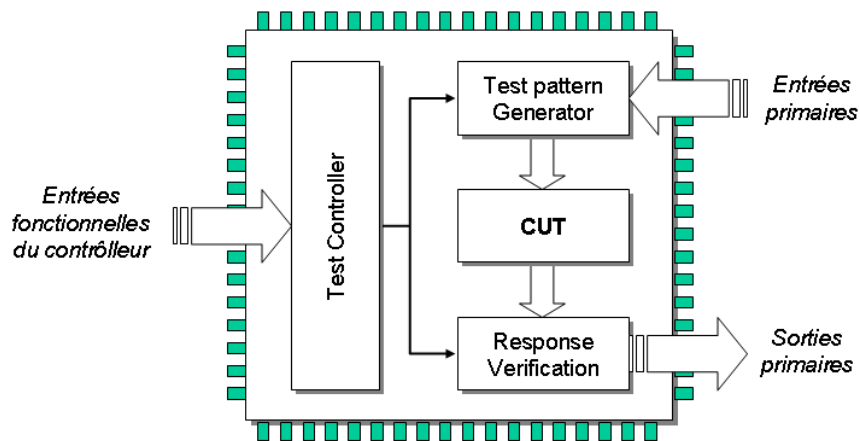 Test pattern
Generator
Entrées
primaires
Entrées
fonctionnelles
du contrôlleur
Test Controller
CUT
Response
Verification
Sorties
primaires